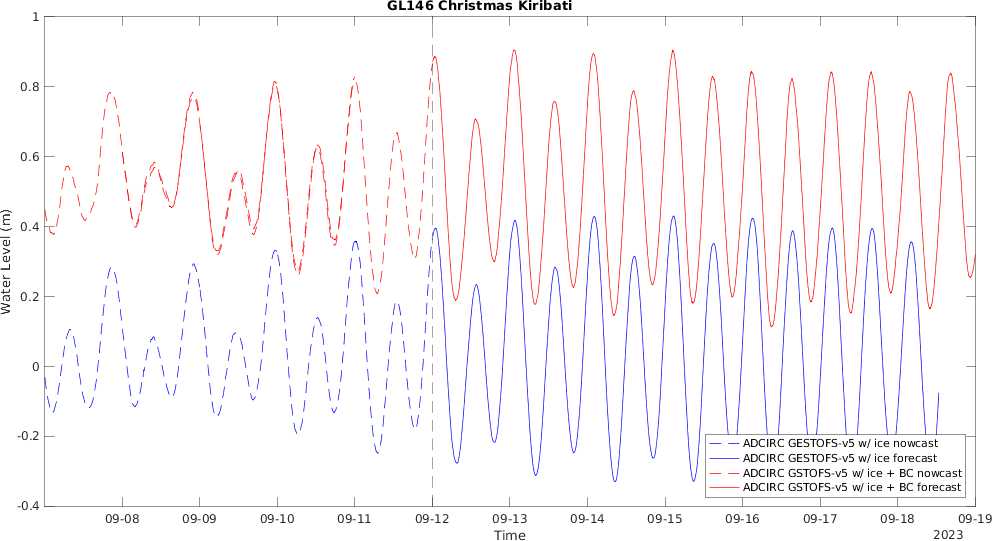 GL146 Christmas Kiribati
Water Level (m)
1
0.8
0.6
0.4
0.2
0
-0.2
-0.4
ADCIRC GESTOFS-v5 w/ ice nowcast
ADCIRC GESTOFS-v5 w/ ice forecast
ADCIRC GSTOFS-v5 w/ ice + BC nowcast
ADCIRC GSTOFS-v5 w/ ice + BC forecast
09-08 09-09 09-10 09-11 09-12 09-13 09-14 09-15 09-16 09-17 09-18 09-19
Time
2023